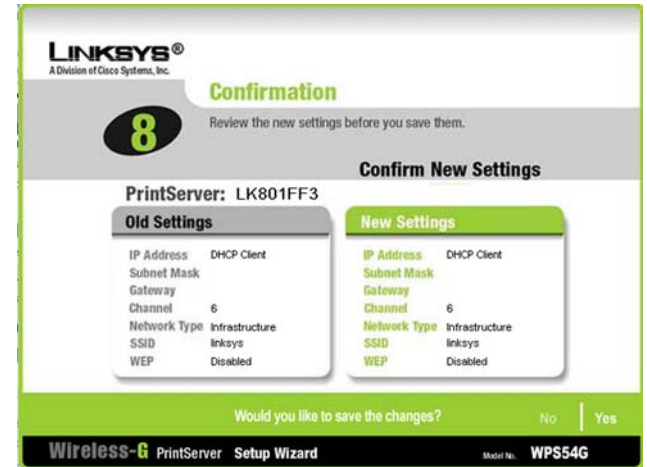 LINKSYS®
A Division of Cisco Systems, Inc.
Confirmation
8
Review the new settings before you save them.
Confirm New Settings
PrintServer: LK801FF3
Old Settings
IP Address DHCP Client
Subnet Mask
Gateway
Channel 6
Network Type Infrastructure
SSID linksys
WEP Disabled
New Settings
IP Address DHCP Client
Subnet Mask
Gateway
Channel 6
Network Type Infrastructure
SSID linksys
WEP Disabled
Would you like to save the changes? No Yes
Wireless-G PrintServer Setup Wizard Model No. WPS54G